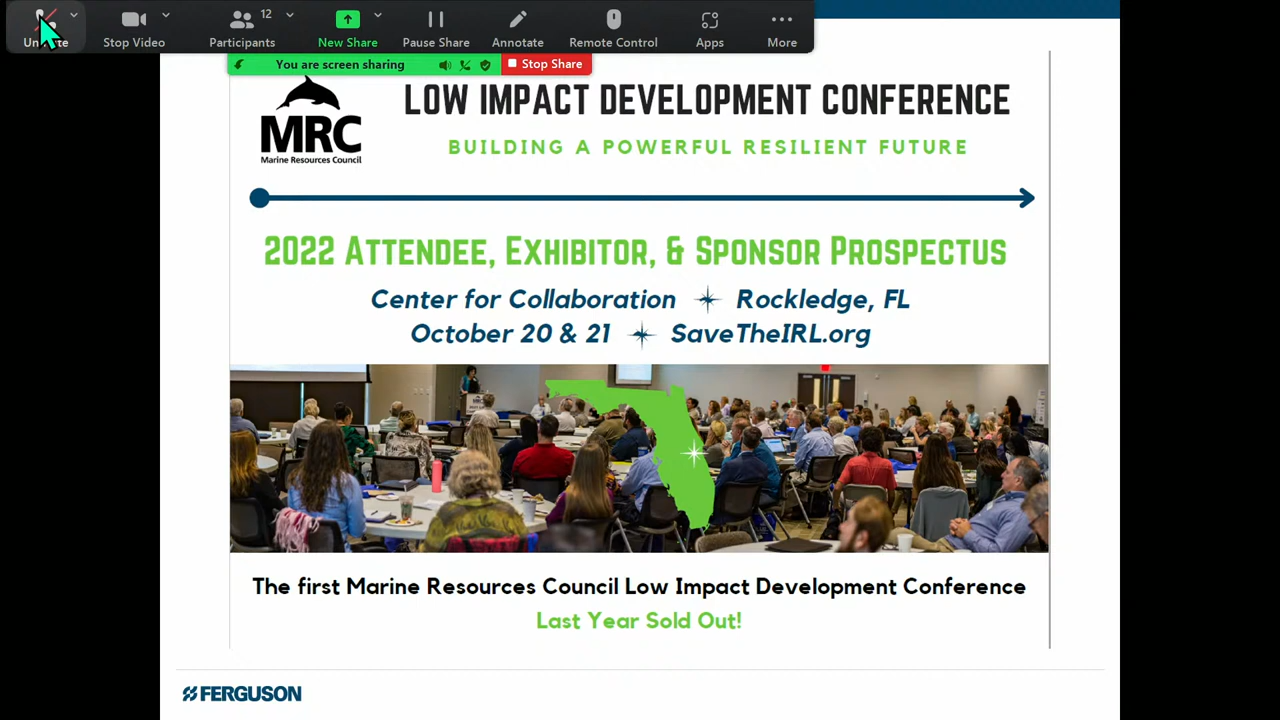 12
Unmute
Stop Video
Participants
New Share
Pause Share
Annotate
Remote Control
Apps
More
You are screen sharing
Stop Share
MRC
Marine Resources Council
LOW IMPACT DEVELOPMENT CONFERENCE
BUILDING A POWERFUL RESILIENT FUTURE
2022 ATTENDEE, EXHIBITOR, & SPONSOR PROSPECTUS
Center for Collaboration Rockledge, FL
October 20 & 21 SaveTheIRL.org
The first Marine Resources Council Low Impact Development Conference
Last Year Sold Out!
FERGUSON